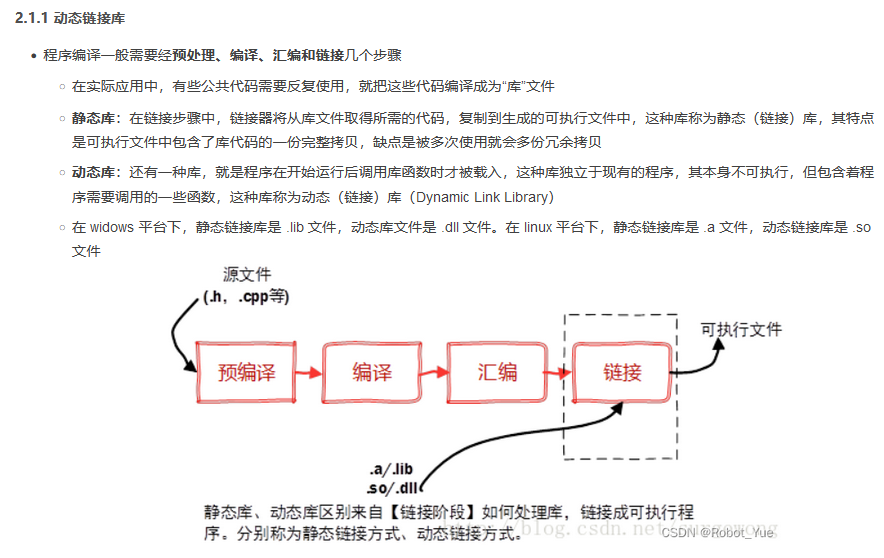 2.1.1 动态链接库
程序编译一般需要经预处理、编译、汇编和链接几个步骤
在实际应用中，有些公共代码需要反复使用，就把这些代码编译成为“库”文件
静态库：在链接步骤中，链接器将从库文件取得所需的代码，复制到生成的可执行文件中，这种库称为静态（链接）库，其特点
是可执行文件中包含了库代码的一份完整拷贝，缺点是被多次使用就会多份冗余拷贝
动态库：还有一种库，就是程序在开始运行后调用库函数时才被载入，这种库独立于现有的程序，其本身不可执行，但包含着程
序需要调用的一些函数，这种库称为动态（链接）库（Dynamic Link Library）
在 widows 平台下，静态链接库是 .lib 文件，动态库文件是 .dll 文件。在 linux 平台下，静态链接库是 .a 文件，动态链接库是 .so
文件
源文件
(.h，.cpp等)
可执行文件
预编译
编译
汇编
链接
.a/.lib
.so/.dll
静态库、动态库区别来自【链接阶段】如何处理库，链接成可执行程
序。分别称为静态链接方式、动态链接方式。
CSDN @Robot_Yue